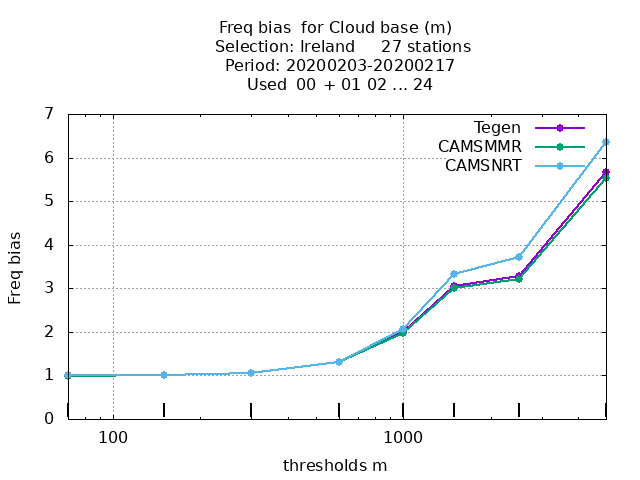 Freq bias  for Cloud base (m)
Selection: Ireland     27 stations
Period: 20200203-20200217
Used  00 + 01 02 ... 24
Tegen
CAMSMMR
CAMSNRT
7
6
5
4
3
2
1
0
Freq bias
100
1000
thresholds m